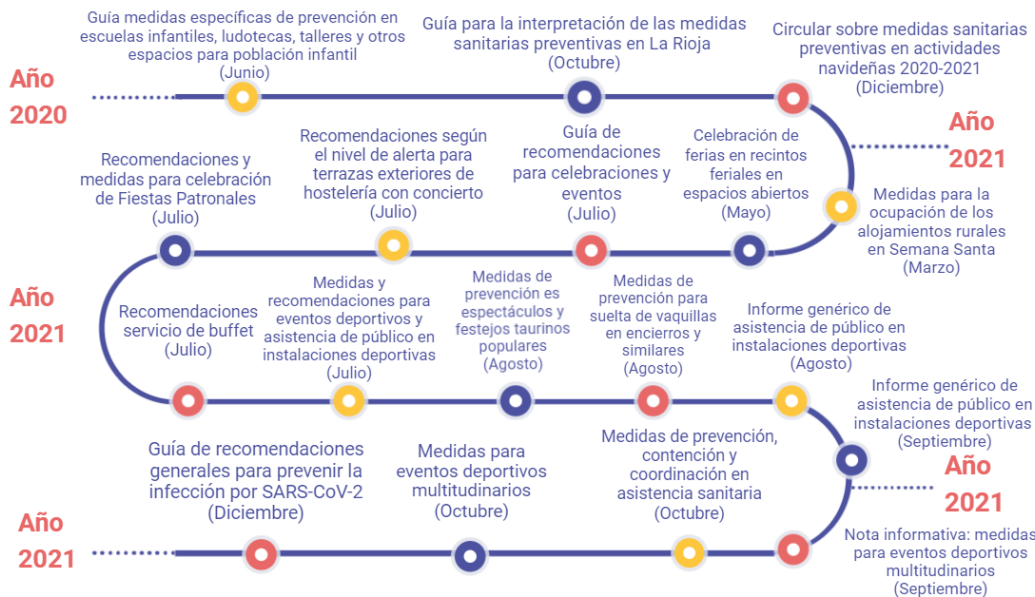 Guía medidas específicas de prevención en
escuelas infantiles, ludotecas, talleres y otros
espacios para población infantil
(Junio)
Guía para la interpretación de las medidas
sanitarias preventivas en La Rioja
(Octubre)
Circular sobre medidas sanitarias
preventivas en actividades
navideñas 2020-2021
(Diciembre)
Año
2020
Año
2021
Recomendaciones y
medidas para celebración
de Fiestas Patronales
(Julio)
Recomendaciones según
el nivel de alerta para
terrazas exteriores de
hostelería con concierto
(Julio)
Guía de
recomendaciones
para celebraciones y
eventos
(Julio)
Celebración de
ferias en recintos
feriales en
espacios abiertos
(Mayo)
Medidas para la
ocupación de los
alojamientos rurales
en Semana Santa
(Marzo)
Año
2021
Recomendaciones
servicio de buffet
(Julio)
Medidas y
recomendaciones para
eventos deportivos y
asistencia de público en
instalaciones deportivas
(Julio)
Medidas de
prevención es
espectáculos y
festejos taurinos
populares
(Agosto)
Medidas de
prevención para
suelta de vaquillas
en encierros y
similares
(Agosto)
Informe genérico de
asistencia de público en
instalaciones deportivas
(Agosto)
Informe genérico de
asistencia de público en
instalaciones deportivas
(Septiembre)
Guía de recomendaciones
generales para prevenir la
infección por SARS-CoV-2
(Diciembre)
Medidas para
eventos deportivos
multitudinarios
(Octubre)
Medidas de prevención,
contención y
coordinación en
asistencia sanitaria
(Octubre)
Año
2021
Año
2021
Nota informativa: medidas
para eventos deportivos
multitudinarios
(Septiembre)